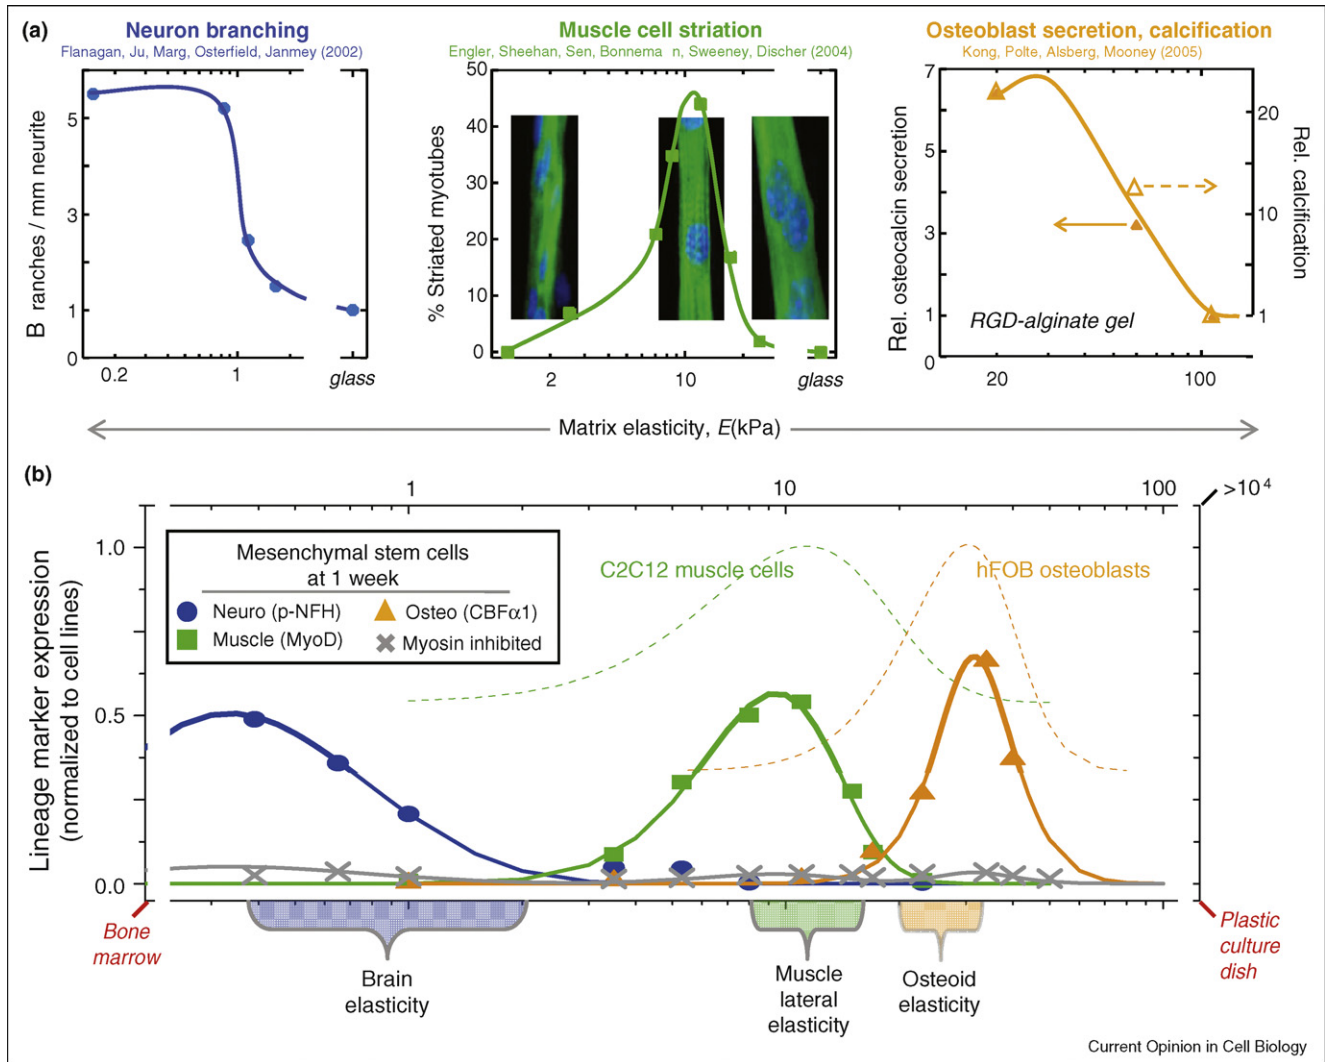 (a)
Neuron branching
Flanagan, Ju, Marg, Osterfield, Janmey (2002)
B ranches / mm neurite
5
3
1
0
0.2
1
glass
Muscle cell striation
Engler, Sheehan, Sen, Bonnema n, Sweeney, Discher (2004)
% Striated myotubes
50
40
30
20
10
0
2
10
glass
Osteoblast secretion, calcification
Kong, Polte, Alsberg, Mooney (2005)
Rel. osteocalcin secretion
7
5
3
1
0
20
100
20
10
1
Rel. calcification
RGD-alginate gel
Matrix elasticity, E(kPa)
(b)
1
10
100
>10⁴
Lineage marker expression
(normalized to cell lines)
1.0
0.5
0.0
Mesenchymal stem cells
at 1 week
Neuro (p-NFH)
Osteo (CBFα1)
Muscle (MyoD)
Myosin inhibited
C2C12 muscle cells
hFOB osteoblasts
Bone
marrow
Brain
elasticity
Muscle
lateral
elasticity
Osteoid
elasticity
Plastic
culture
dish
Current Opinion in Cell Biology